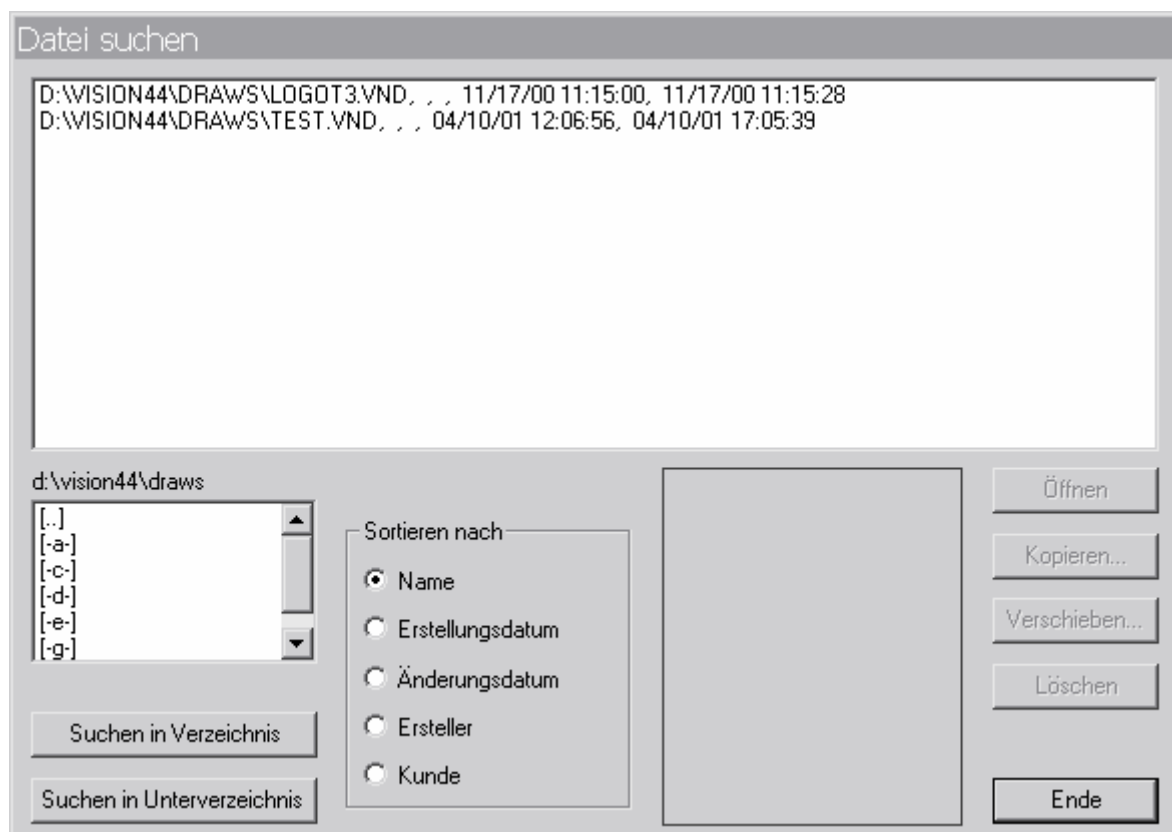 Datei suchen
D:\VISION44\DRAWS\LOGOT3.VND, , , 11/17/00 11:15:00, 11/17/00 11:15:28
D:\VISION44\DRAWS\TEST.VND, , , 04/10/01 12:06:56, 04/10/01 17:05:39
d:\vision44\draws
[..]
[-a-]
[-c-]
[-d-]
[-e-]
[-g-]
Suchen in Verzeichnis
Suchen in Unterverzeichnis
Sortieren nach
Name
Erstellungsdatum
Änderungsdatum
Ersteller
Kunde
Öffnen
Kopieren...
Verschieben...
Löschen
Ende